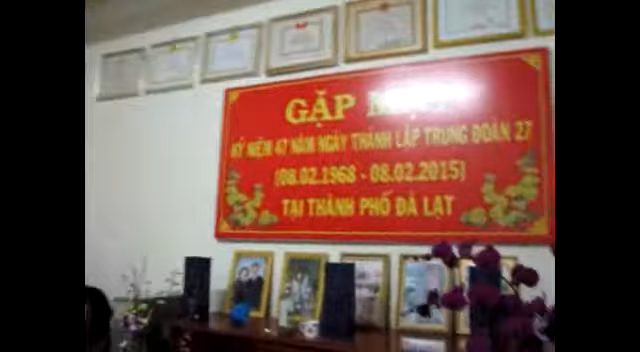 GẶP
KỶ NIỆM 47 NĂM NGÀY THÀNH LẬP TRUNG ĐOÀN 27
(08.02.1968 - 08.02.2015)
TẠI THÀNH PHỐ ĐÀ LẠT